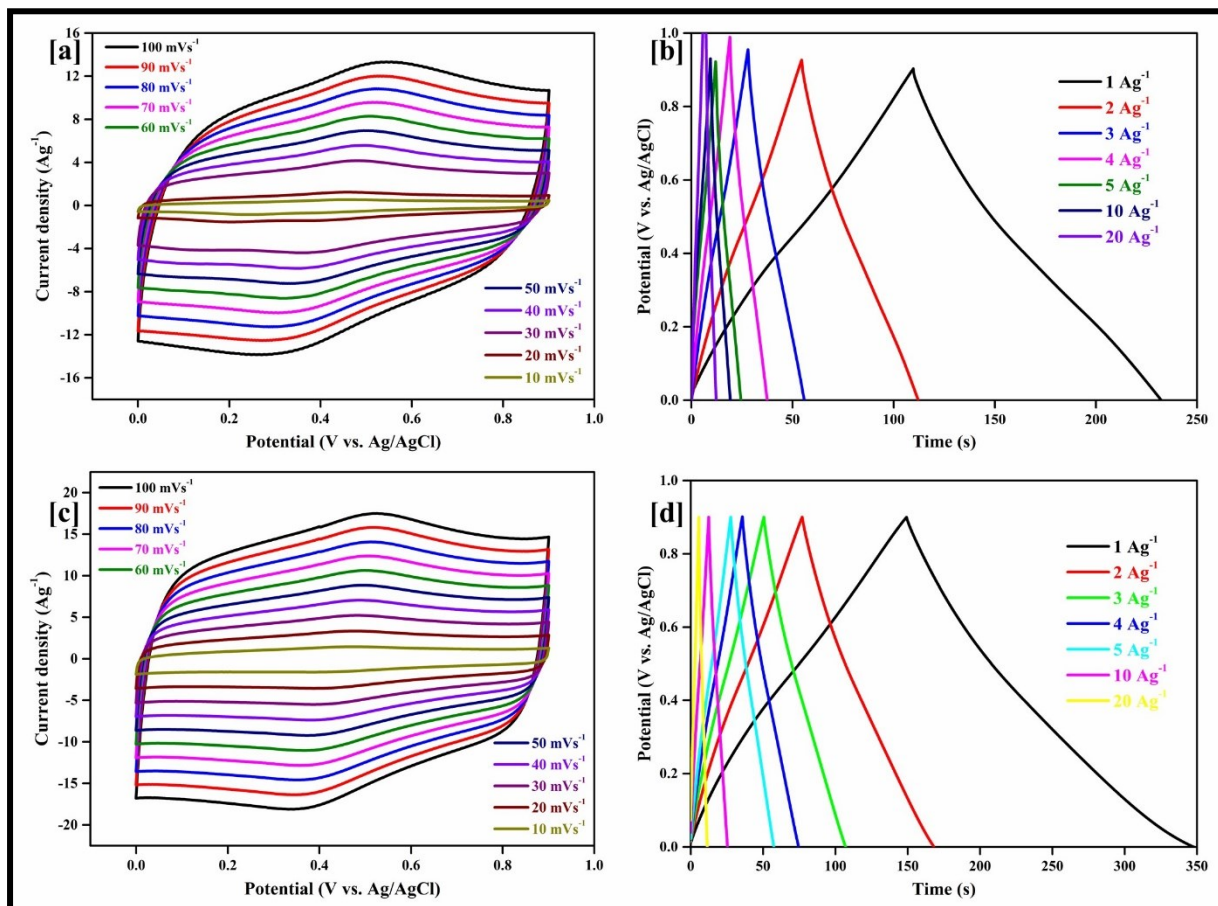 [a]
100 mVs⁻¹
90 mVs⁻¹
80 mVs⁻¹
70 mVs⁻¹
60 mVs⁻¹
50 mVs⁻¹
40 mVs⁻¹
30 mVs⁻¹
20 mVs⁻¹
10 mVs⁻¹
16
12
8
4
0
-4
-8
-12
-16
Current density (Ag⁻¹)
0.0 0.2 0.4 0.6 0.8 1.0
Potential (V vs. Ag/AgCl)
[b]
1 Ag⁻¹
2 Ag⁻¹
3 Ag⁻¹
4 Ag⁻¹
5 Ag⁻¹
10 Ag⁻¹
20 Ag⁻¹
1.0
0.8
0.6
0.4
0.2
0.0
Potential (V vs. Ag/AgCl)
0 50 100 150 200 250
Time (s)
[c]
100 mVs⁻¹
90 mVs⁻¹
80 mVs⁻¹
70 mVs⁻¹
60 mVs⁻¹
50 mVs⁻¹
40 mVs⁻¹
30 mVs⁻¹
20 mVs⁻¹
10 mVs⁻¹
20
15
10
5
0
-5
-10
-15
-20
Current density (Ag⁻¹)
0.0 0.2 0.4 0.6 0.8 1.0
Potential (V vs. Ag/AgCl)
[d]
1 Ag⁻¹
2 Ag⁻¹
3 Ag⁻¹
4 Ag⁻¹
5 Ag⁻¹
10 Ag⁻¹
20 Ag⁻¹
1.0
0.8
0.6
0.4
0.2
0.0
Potential (V vs. Ag/AgCl)
0 50 100 150 200 250 300 350
Time (s)